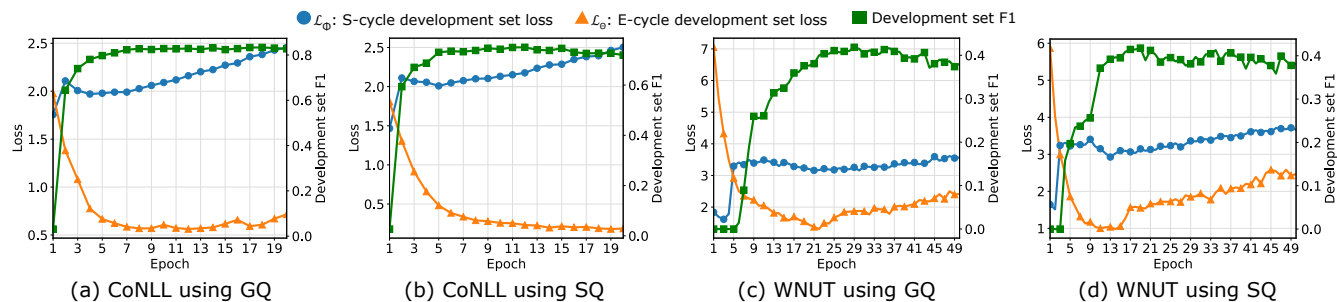 ℒ_Φ: S-cycle development set loss ℒ_Θ: E-cycle development set loss Development set F1
2.5
2.0
1.5
1.0
0.5
Loss
0.8
0.6
0.4
0.2
0.0
Development set F1
1 3 5 7 9 11 13 15 17 19
Epoch
(a) CoNLL using GQ
2.5
2.0
1.5
1.0
0.5
Loss
0.6
0.4
0.2
0.0
Development set F1
1 3 5 7 9 11 13 15 17 19
Epoch
(b) CoNLL using SQ
7
6
5
4
3
2
1
Loss
0.4
0.3
0.2
0.1
0.0
Development set F1
1 5 9 13 17 21 25 29 33 37 41 45 49
Epoch
(c) WNUT using GQ
6
5
4
3
2
1
Loss
0.4
0.3
0.2
0.1
0.0
Development set F1
1 5 9 13 17 21 25 29 33 37 41 45 49
Epoch
(d) WNUT using SQ